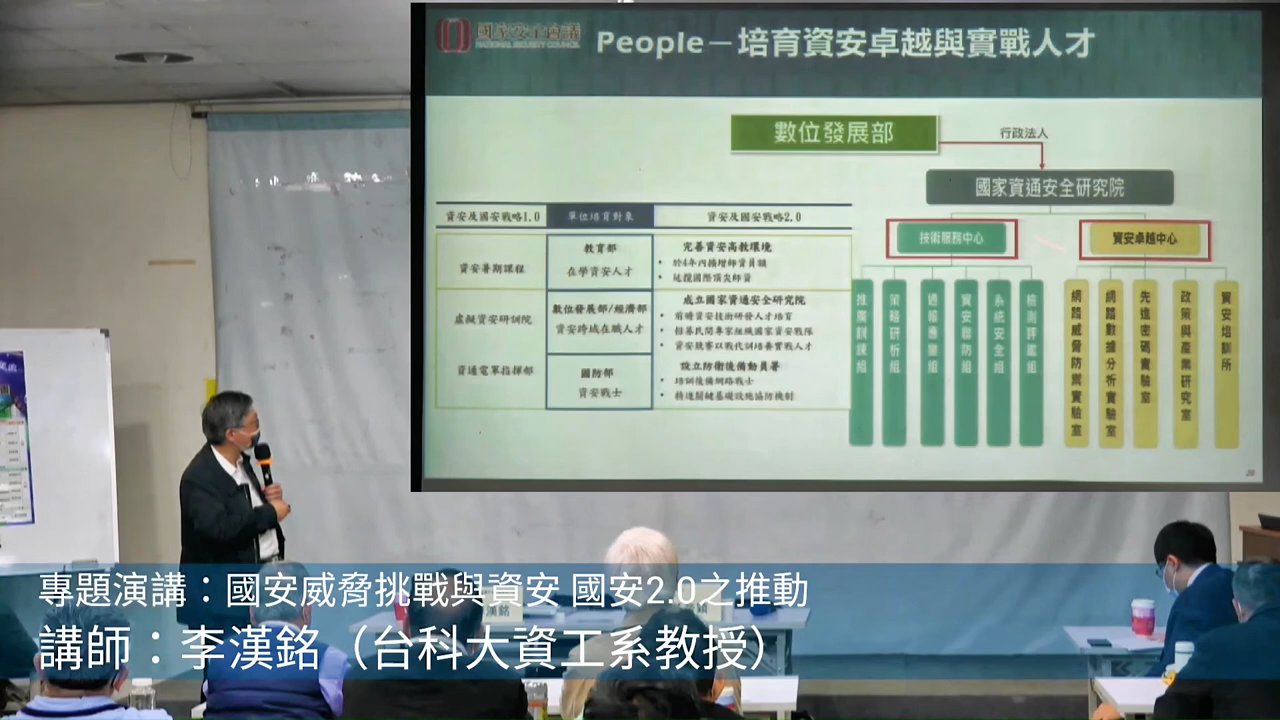 國家安全會議
NATIONAL SECURITY COUNCIL
People－培育資安卓越與實戰人才
數位發展部
行政法人
國家資通安全研究院
技術服務中心
資安卓越中心
資安及國安戰略1.0
單位培育對象
資安及國安戰略2.0
資安暑期課程
教育部
在學資安人才
完善資安高教環境
• 於4年內擴增師資員額
• 延攬國際頂尖師資
虛擬資安研訓院
數位發展部/經濟部
資安跨域在職人才
成立國家資通安全研究院
• 前瞻資安技術研發人才培育
• 招募民間專家組織國家資安戰隊
• 資安競賽以戰代訓培養實戰人才
資通電軍指揮部
國防部
資安戰士
設立防衛後備動員署
• 培訓後備網路戰士
• 精進關鍵基礎設施協防機制
推廣訓練組
策略研析組
通報應變組
資安聯防組
系統安全組
檢測評鑑組
網路威脅防禦實驗室
網路數據分析實驗室
先進密碼實驗室
政策與產業研究室
資安培訓所
28
漢銘
專題演講：國安威脅挑戰與資安 國安2.0之推動
講師：李漢銘（台科大資工系教授）